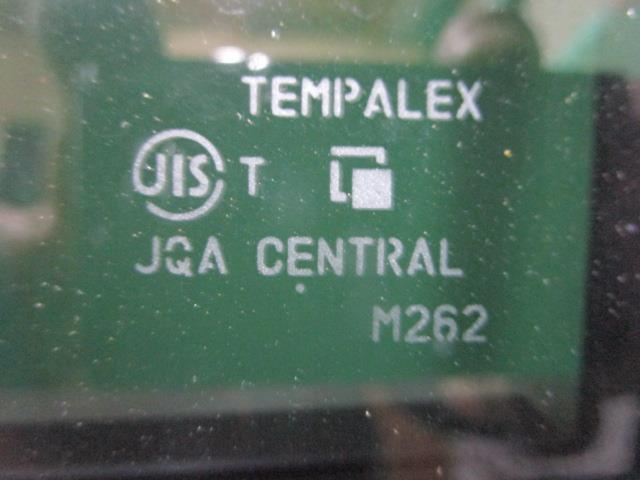 TEMPALEX
JIS T
JQA CENTRAL
M262